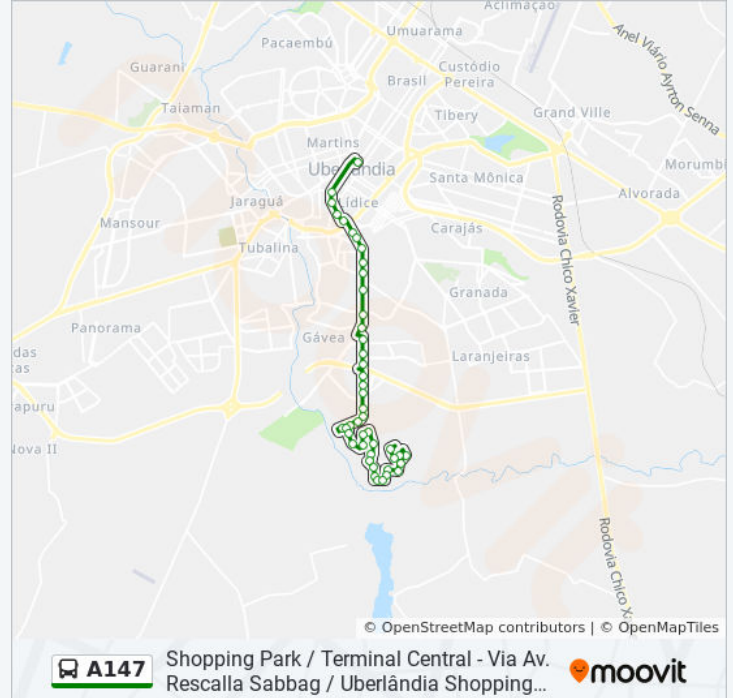 Aclimação
Umuarama
Pacaembú
Anel Viário Ayrton Senna
Guarani
Custódio
Pereira
Brasil
Taiaman
Tibery
Grand Ville
Martins
Uberlândia
Morumbi
Santa Mônica
Jaraguá
Lídice
Alvorada
Mansour
Carajás
Rodovia Chico Xavier
Tubalina
Granada
Panorama
Gávea
Laranjeiras
das
as
apuru
Nova II
Rodovia Chico Xa
© OpenStreetMap contributors | © OpenMapTiles
A147
Shopping Park / Terminal Central - Via Av.
Rescalla Sabbag / Uberlândia Shopping...
moovit